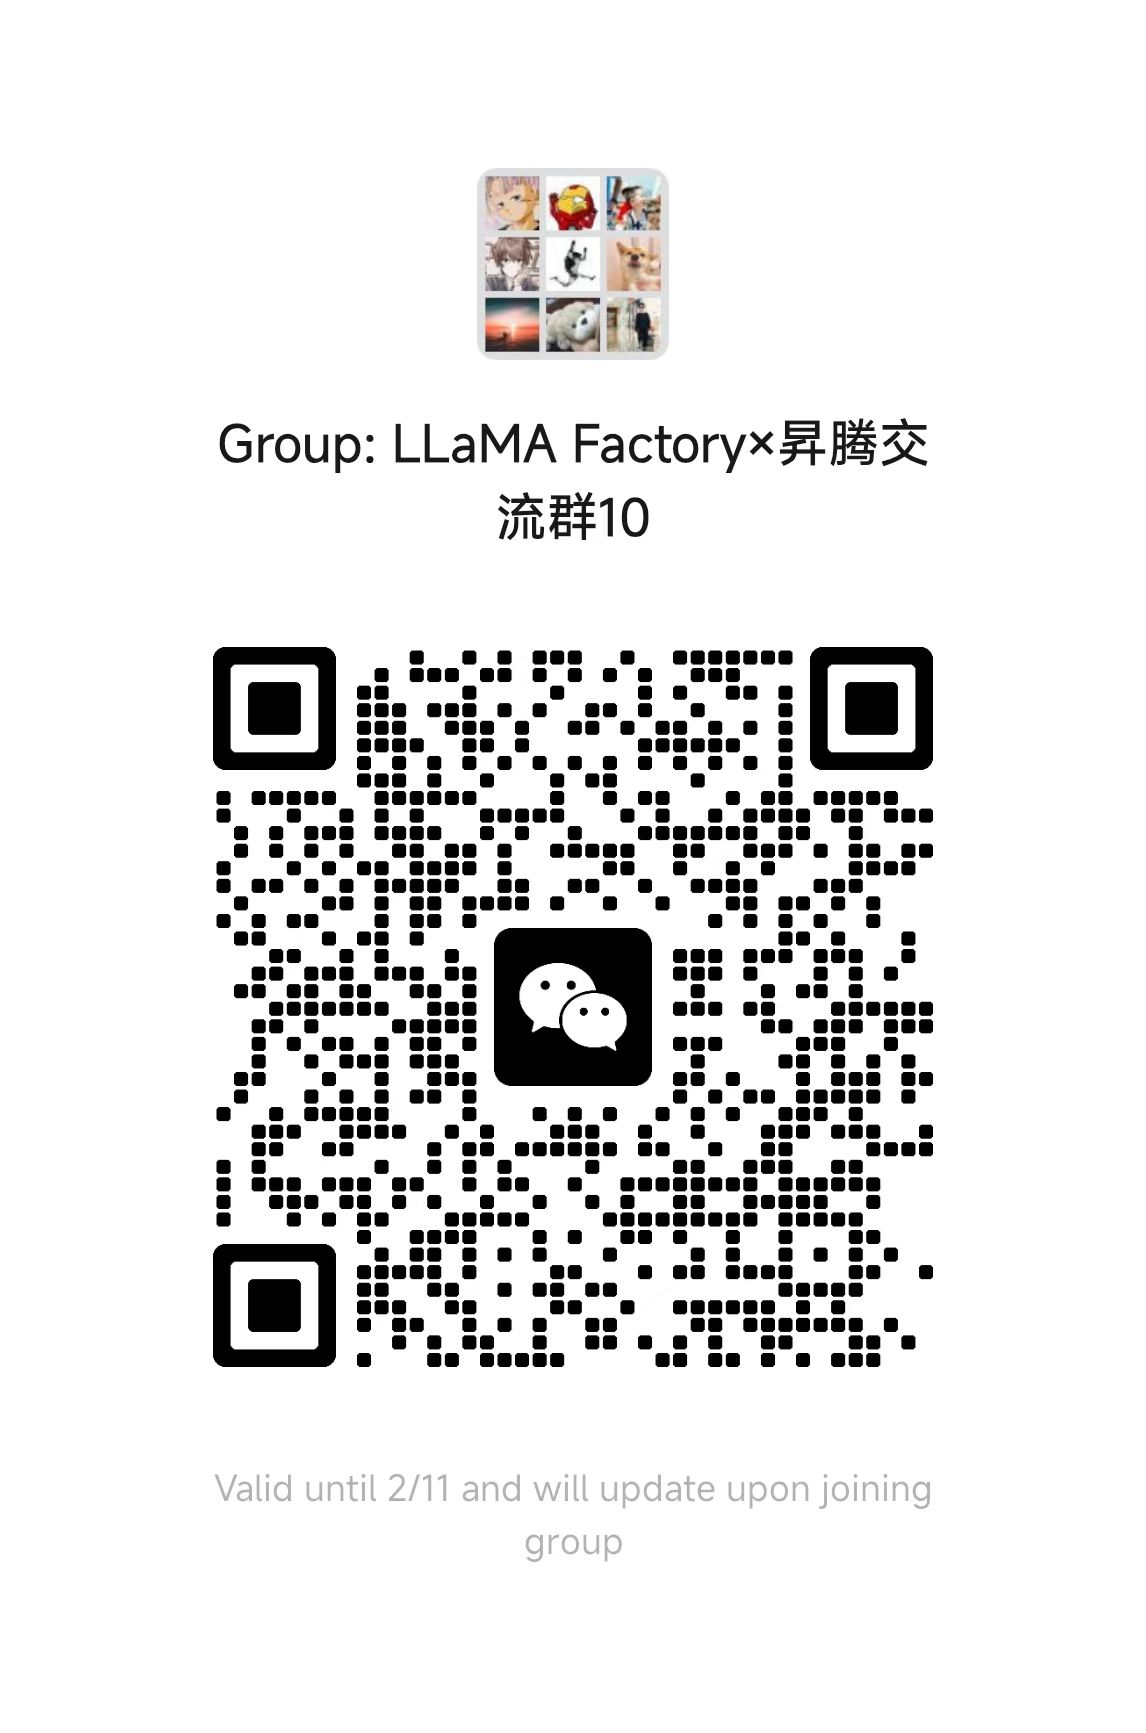 Group: LLaMA Factory×昇腾交
流群10
Valid until 2/11 and will update upon joining
group